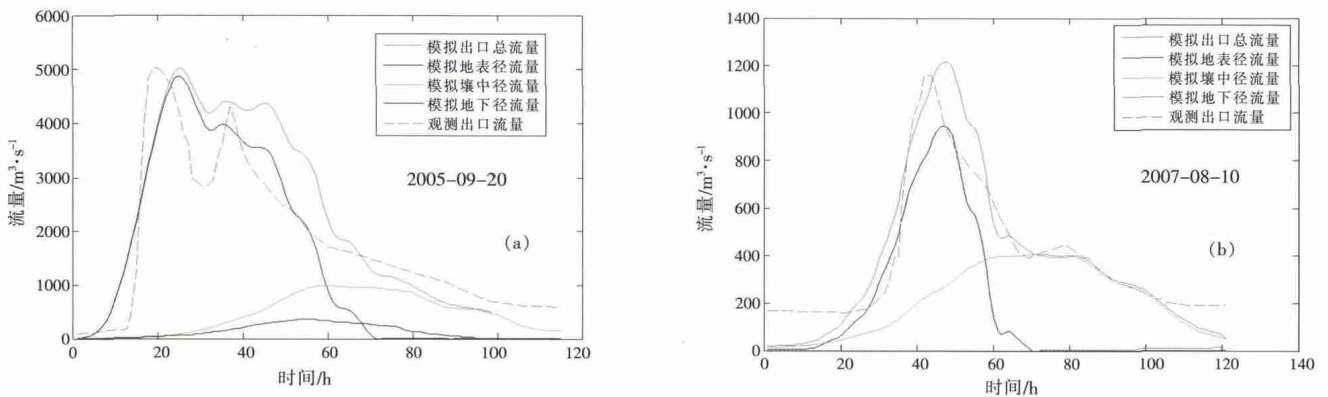 6000
5000
4000
3000
2000
1000
0
0 20 40 60 80 100 120
流量/m³·s⁻¹
时间/h
模拟出口总流量
模拟地表径流量
模拟壤中径流量
模拟地下径流量
观测出口流量
2005-09-20
(a)
1400
1200
1000
800
600
400
200
0
0 20 40 60 80 100 120 140
流量/m³·s⁻¹
时间/h
模拟出口总流量
模拟地表径流量
模拟壤中径流量
模拟地下径流量
观测出口流量
2007-08-10
(b)